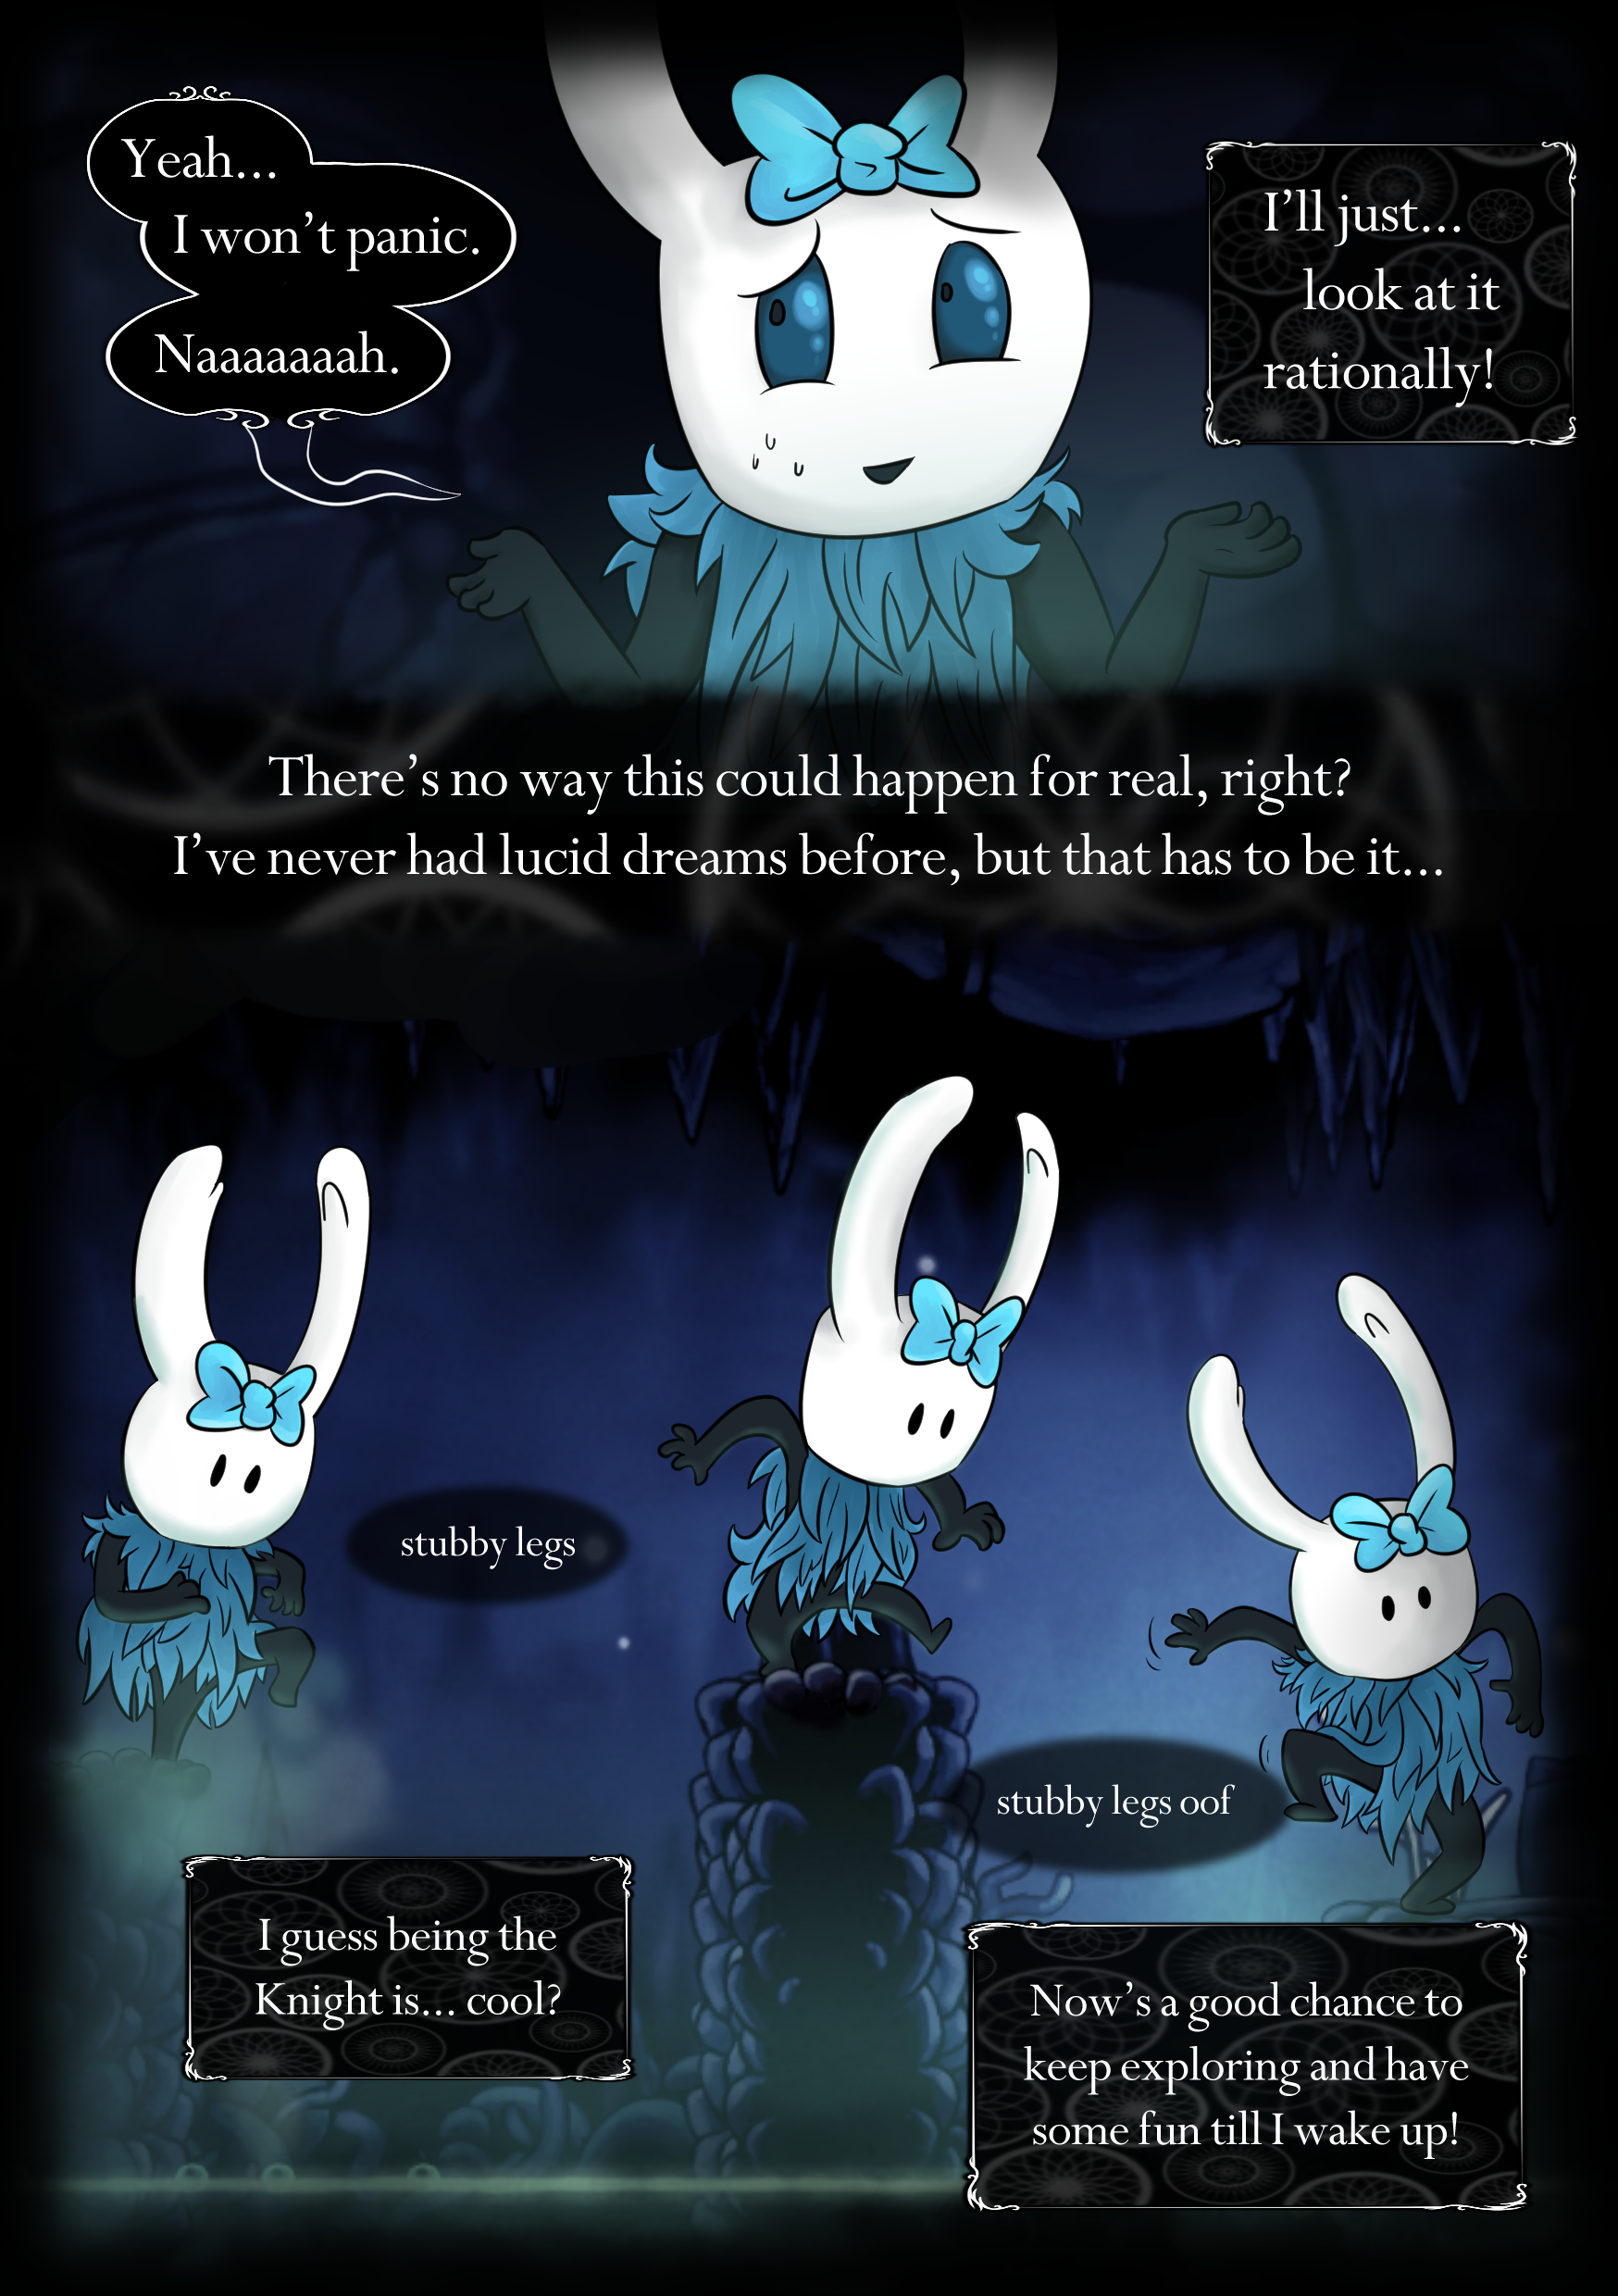 Yeah...
I won't panic.
Naaaaaaah.
I'll just...
look at it
rationally!
There's no way this could happen for real, right?
I've never had lucid dreams before, but that has to be it...
stubby legs
stubby legs oof
I guess being the
Knight is... cool?
Now's a good chance to
keep exploring and have
some fun till I wake up!